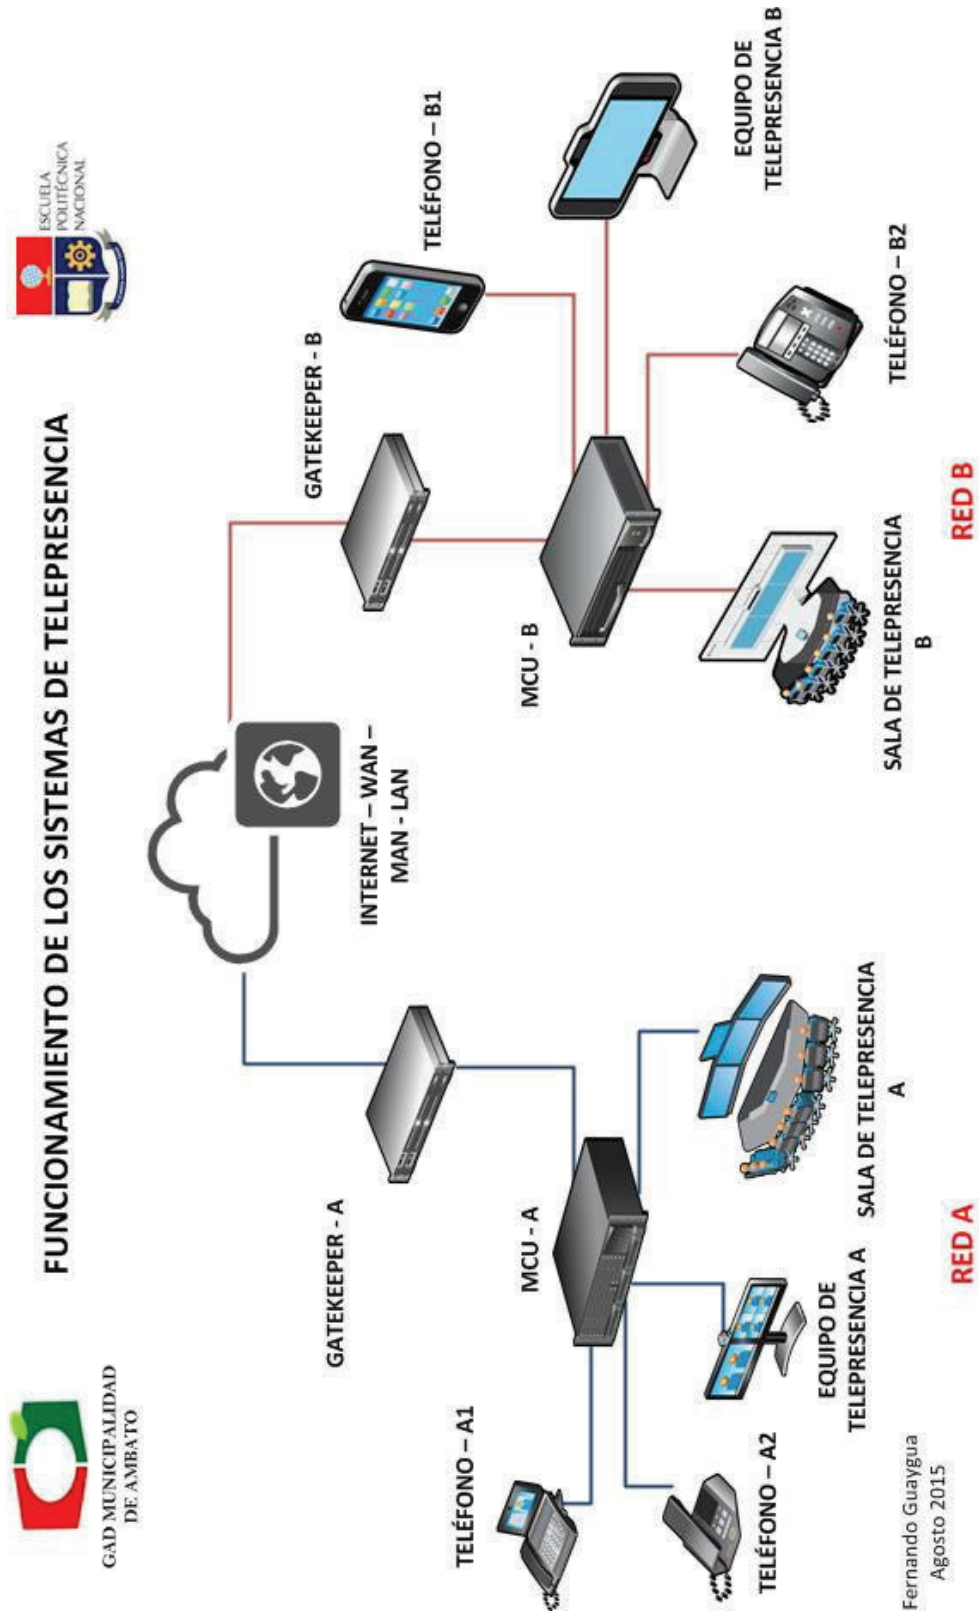 GAD MUNICIPALIDAD
DE AMBATO
FUNCIONAMIENTO DE LOS SISTEMAS DE TELEPRESENCIA
ESCUELA
POLITÉCNICA
NACIONAL
INTERNET – WAN –
MAN - LAN
GATEKEEPER - A
GATEKEEPER - B
TELÉFONO – A1
MCU - A
MCU - B
TELÉFONO – B1
TELÉFONO – A2
EQUIPO DE
TELEPRESENCIA A
SALA DE TELEPRESENCIA
A
SALA DE TELEPRESENCIA
B
TELÉFONO – B2
EQUIPO DE
TELEPRESENCIA B
Fernando Guaygua
Agosto 2015
RED A
RED B